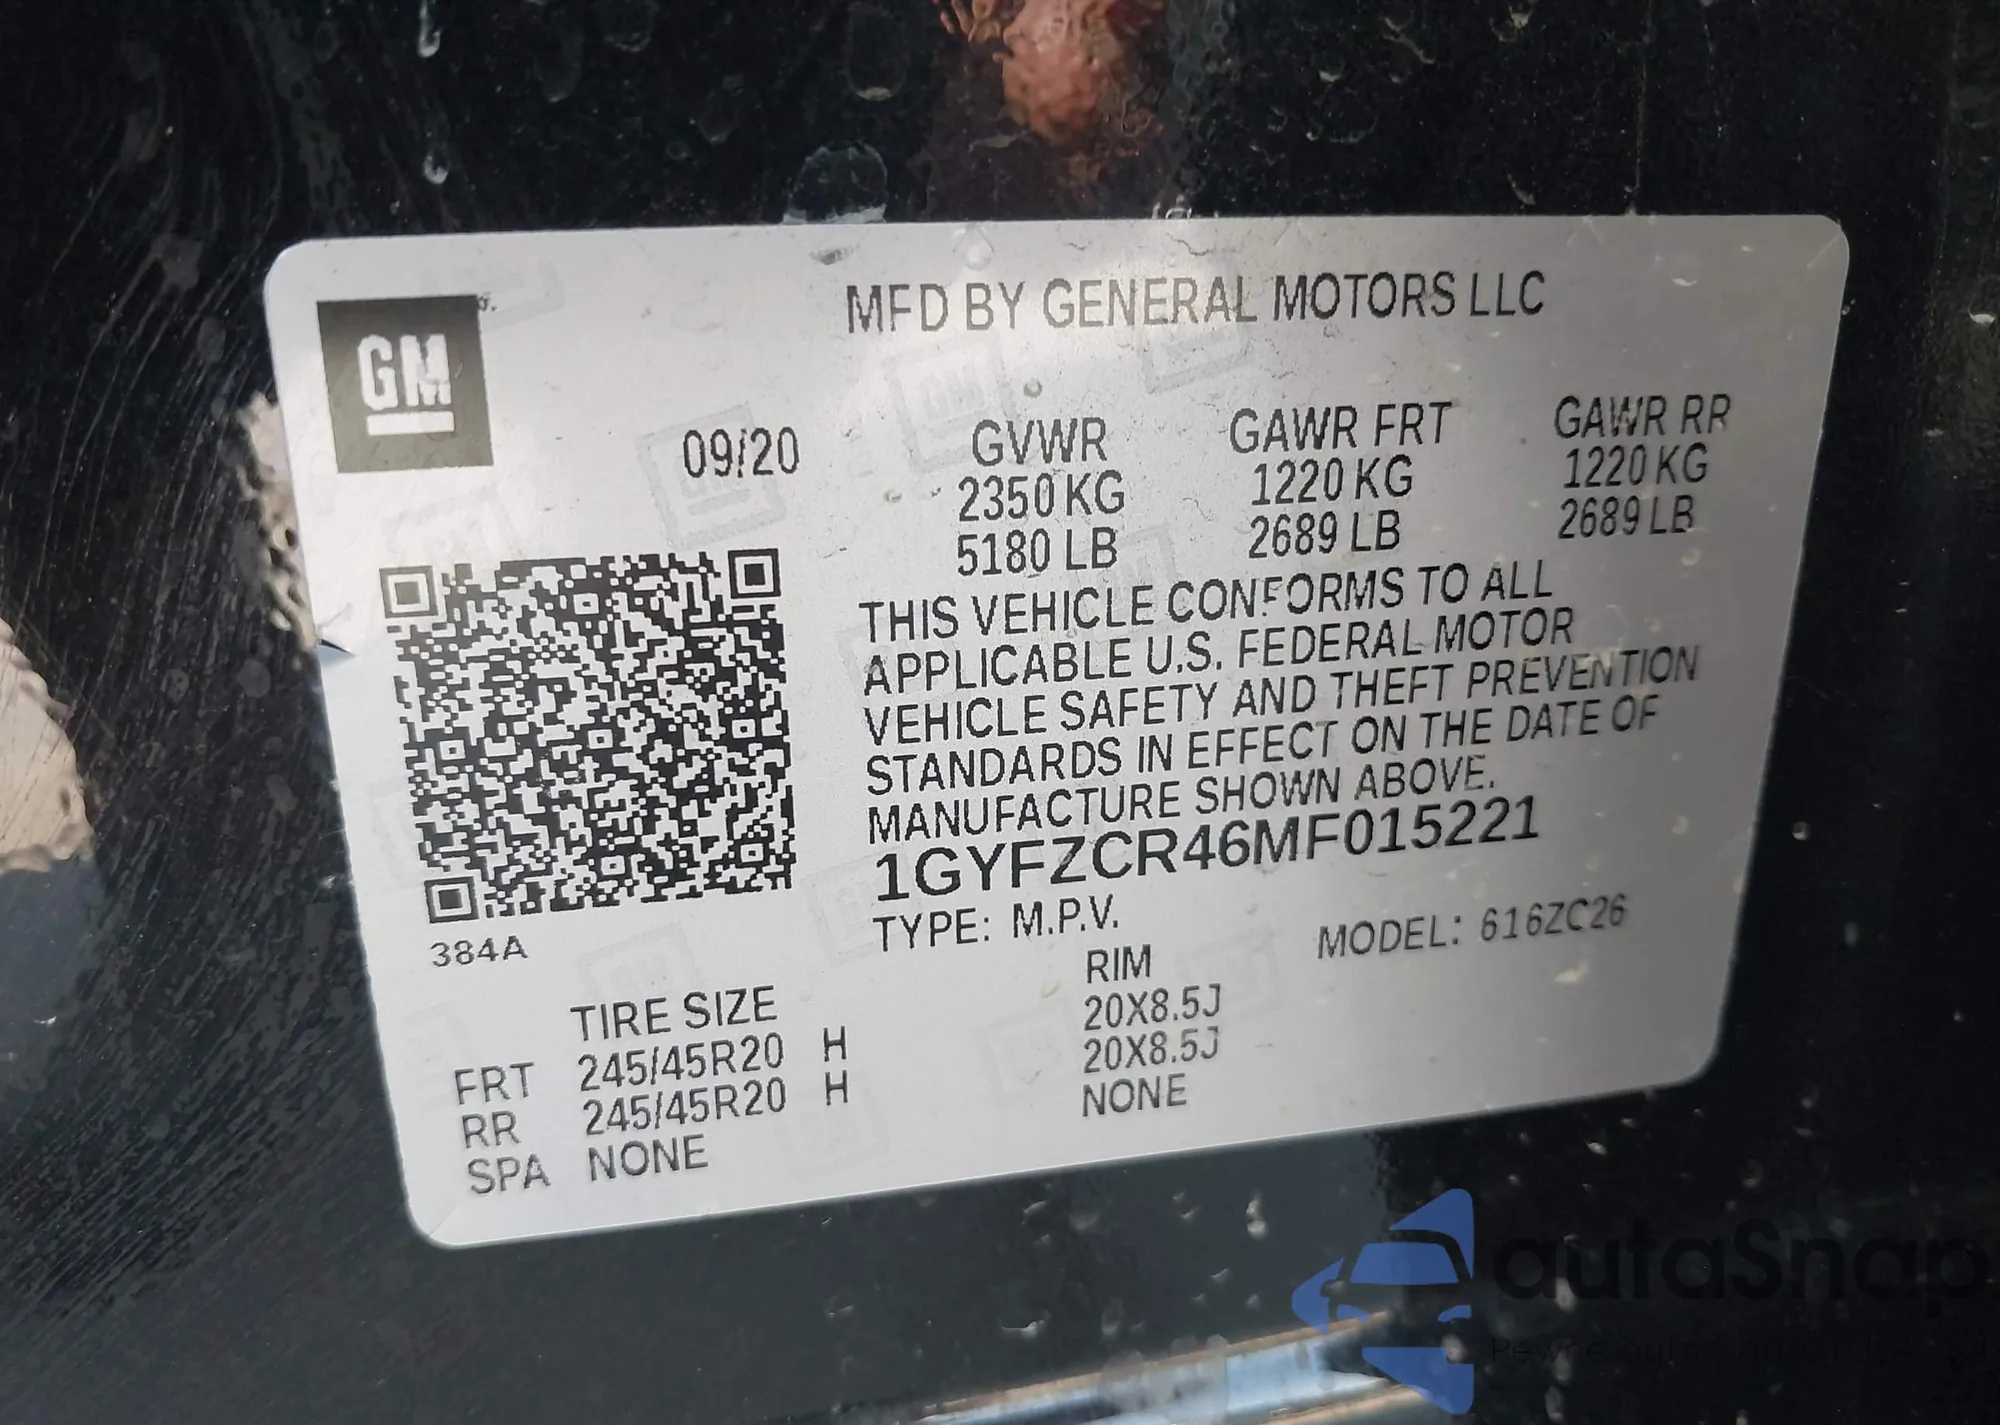 GM
MFD BY GENERAL MOTORS LLC
09/20
GVWR GAWR FRT GAWR RR
2350 KG 1220 KG 1220 KG
5180 LB 2689 LB 2689 LB
THIS VEHICLE CONFORMS TO ALL
APPLICABLE U.S. FEDERAL MOTOR
VEHICLE SAFETY AND THEFT PREVENTION
STANDARDS IN EFFECT ON THE DATE OF
MANUFACTURE SHOWN ABOVE.
1GYFZCR46MF015221
TYPE: M.P.V. MODEL: 616ZC26
384A
TIRE SIZE RIM
FRT 245/45R20 H 20X8.5J
RR 245/45R20 H 20X8.5J
SPA NONE NONE
autaSnap